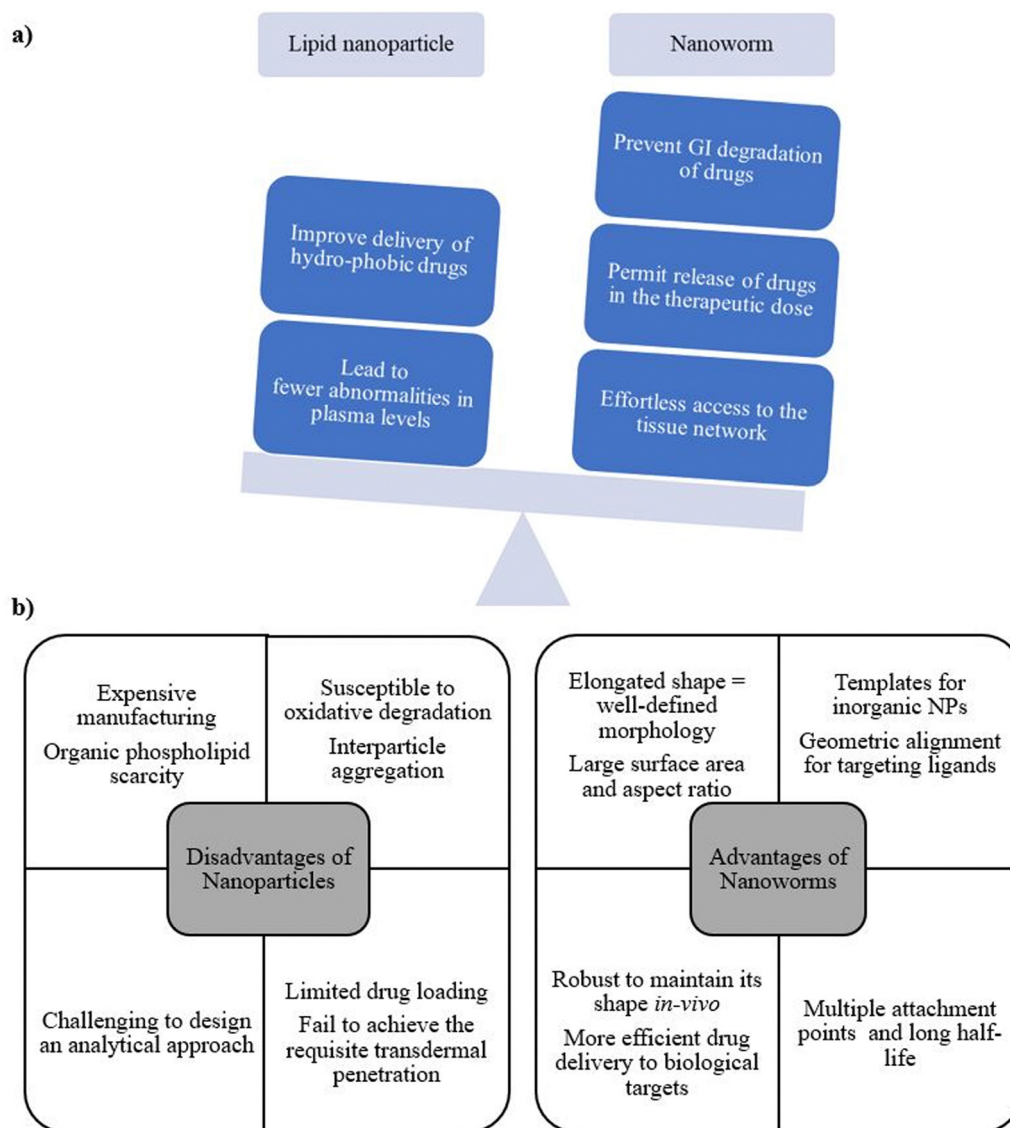 a)
Lipid nanoparticle
Nanoworm
Improve delivery of
hydro-phobic drugs
Lead to
fewer abnormalities in
plasma levels
Prevent GI degradation
of drugs
Permit release of drugs
in the therapeutic dose
Effortless access to the
tissue network
b)
Expensive
manufacturing
Organic phospholipid
scarcity
Susceptible to
oxidative degradation
Interparticle
aggregation
Disadvantages of
Nanoparticles
Challenging to design
an analytical approach
Limited drug loading
Fail to achieve the
requisite transdermal
penetration
Elongated shape =
well-defined
morphology
Large surface area
and aspect ratio
Templates for
inorganic NPs
Geometric alignment
for targeting ligands
Advantages of
Nanoworms
Robust to maintain its
shape in-vivo
More efficient drug
delivery to biological
targets
Multiple attachment
points and long half-
life